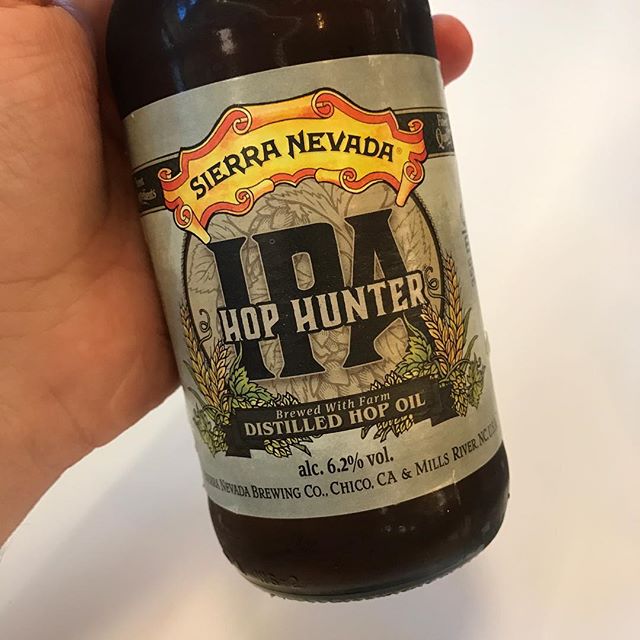 SIERRA NEVADA
IPA
HOP HUNTER
Brewed With Farm
DISTILLED HOP OIL
alc. 6.2% vol.
SIERRA NEVADA BREWING CO., CHICO, CA & MILLS RIVER, NC U.S.A.